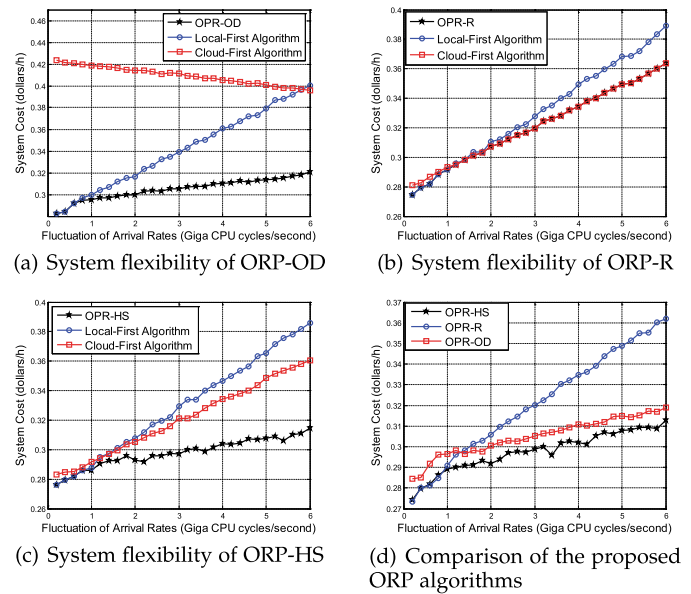 OPR-OD
Local-First Algorithm
Cloud-First Algorithm
System Cost (dollars/h)
0.46
0.44
0.42
0.4
0.38
0.36
0.34
0.32
0.3
0 1 2 3 4 5 6
Fluctuation of Arrival Rates (Giga CPU cycles/second)
(a) System flexibility of ORP-OD
OPR-R
Local-First Algorithm
Cloud-First Algorithm
System Cost (dollars/h)
0.4
0.38
0.36
0.34
0.32
0.3
0.28
0.26
0 1 2 3 4 5 6
Fluctuation of Arrival Rates (Giga CPU cycles/second)
(b) System flexibility of ORP-R
OPR-HS
Local-First Algorithm
Cloud-First Algorithm
System Cost (dollars/h)
0.4
0.38
0.36
0.34
0.32
0.3
0.28
0.26
0 1 2 3 4 5 6
Fluctuation of Arrival Rates (Giga CPU cycles/second)
(c) System flexibility of ORP-HS
OPR-HS
OPR-R
OPR-OD
System Cost (dollars/h)
0.37
0.36
0.35
0.34
0.33
0.32
0.31
0.3
0.29
0.28
0.27
0 1 2 3 4 5 6
Fluctuation of Arrival Rates (Giga CPU cycles/second)
(d) Comparison of the proposed
ORP algorithms